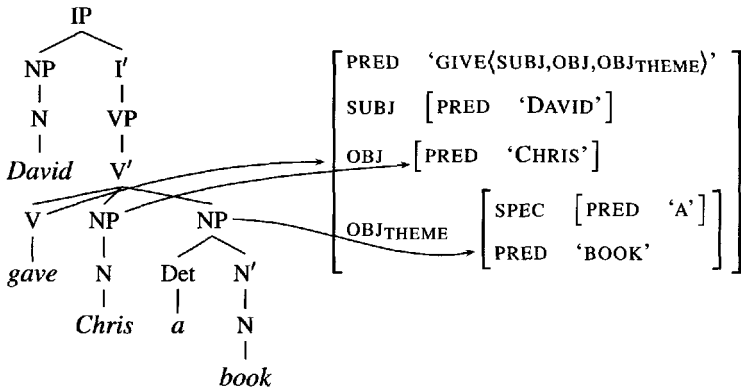 IP
NP I′
N VP
David V′
V NP NP
gave N Det N′
Chris a N
book
PRED ‘GIVE⟨SUBJ,OBJ,OBJTHEME⟩’
SUBJ [PRED ‘DAVID’]
OBJ [PRED ‘CHRIS’]
OBJTHEME [SPEC [PRED ‘A’]
PRED ‘BOOK’]